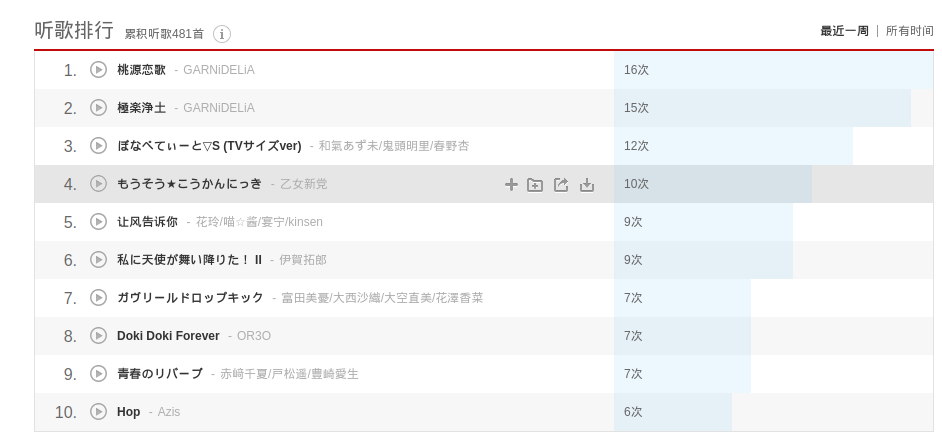 听歌排行 累积听歌481首 最近一周 | 所有时间
1. 桃源恋歌 - GARNiDELiA 16次
2. 極楽浄土 - GARNiDELiA 15次
3. ぼなぺてぃーと▽S (TVサイズver) - 和氣あず未/鬼頭明里/春野杏 12次
4. もうそう★こうかんにっき - 乙女新党 10次
5. 让风告诉你 - 花玲/喵☆酱/宴宁/kinsen 9次
6. 私に天使が舞い降りた！ II - 伊賀拓郎 9次
7. ガヴリールドロップキック - 富田美憂/大西沙織/大空直美/花澤香菜 7次
8. Doki Doki Forever - OR3O 7次
9. 青春のリバーブ - 赤﨑千夏/戸松遥/豊崎愛生 7次
10. Hop - Azis 6次